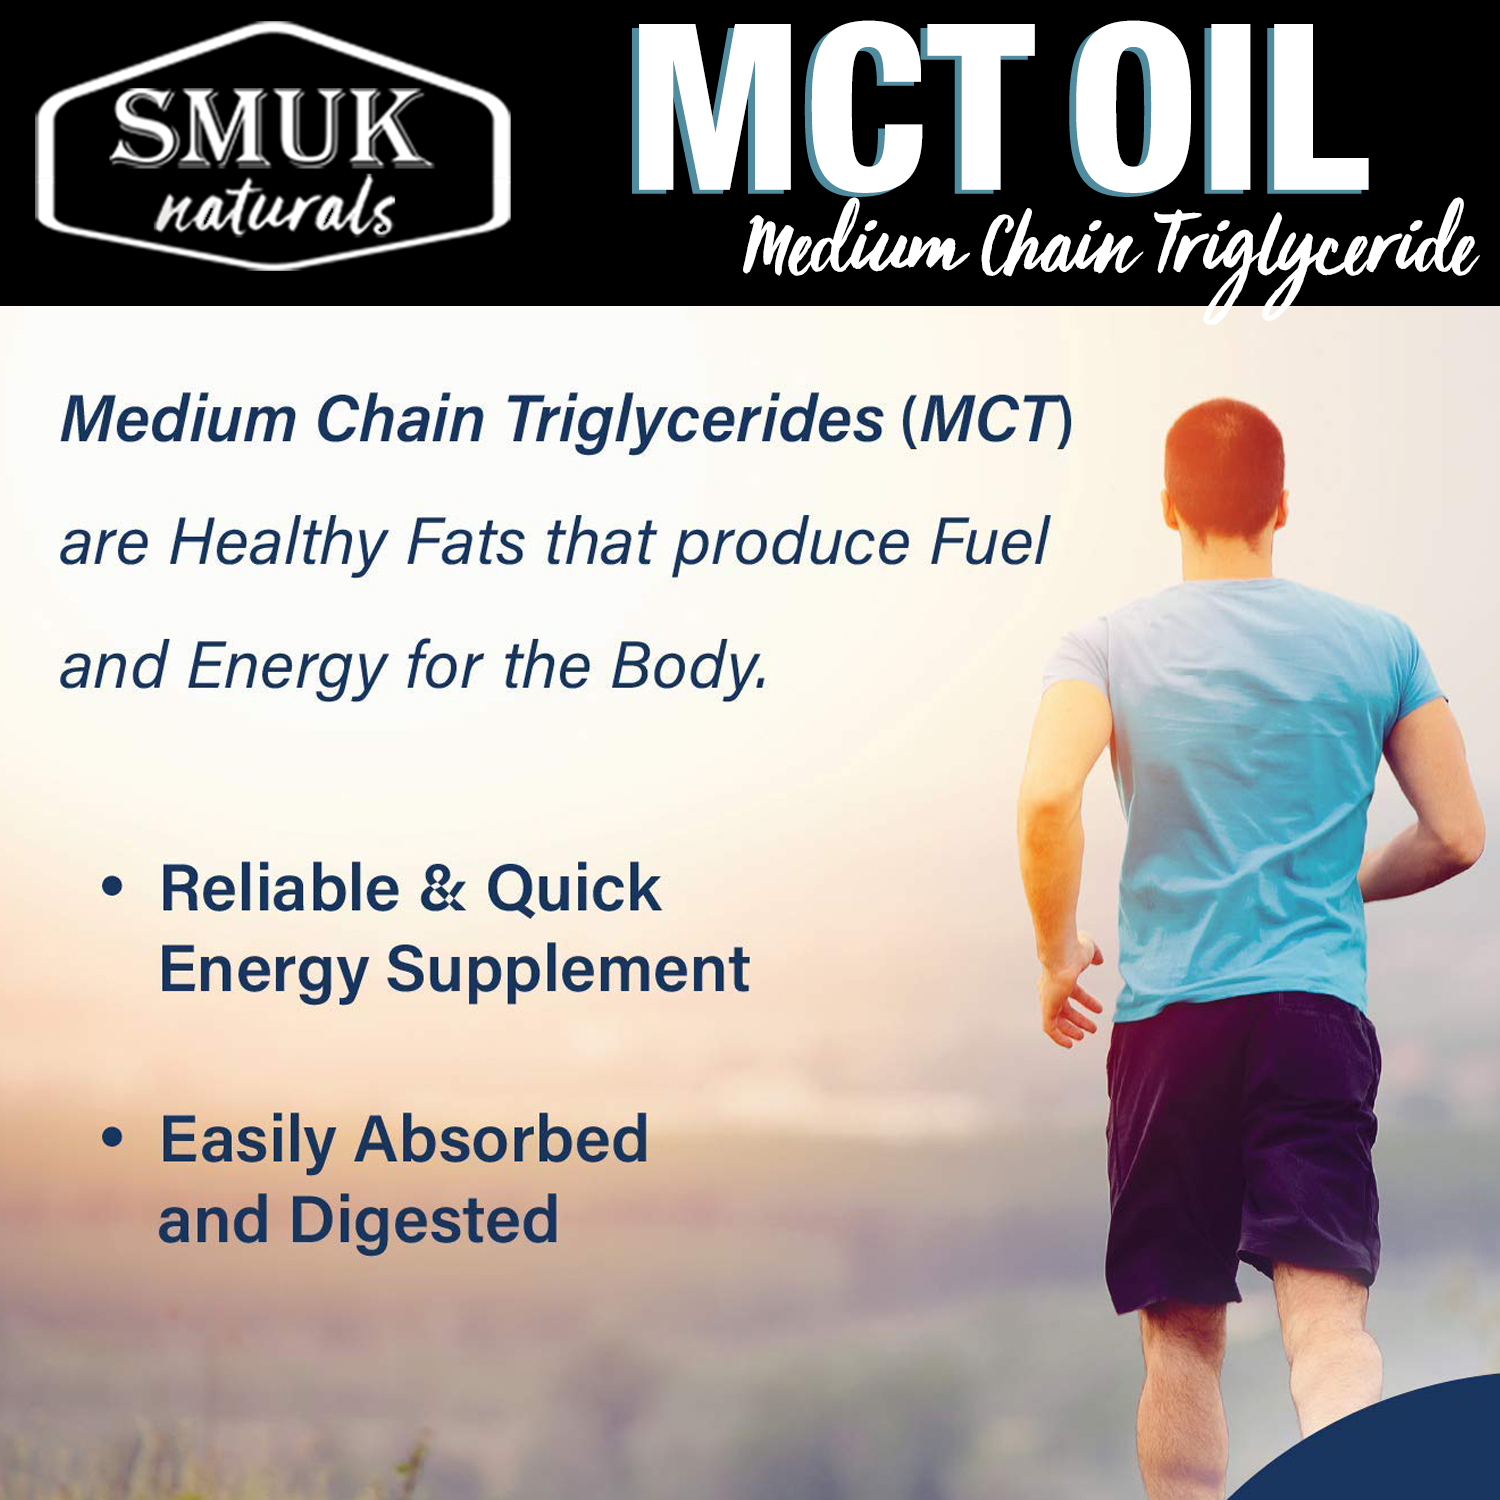 SMUK
naturals
MCT OIL
Medium Chain Triglyceride
Medium Chain Triglycerides (MCT)
are Healthy Fats that produce Fuel
and Energy for the Body.
• Reliable & Quick
Energy Supplement
• Easily Absorbed
and Digested